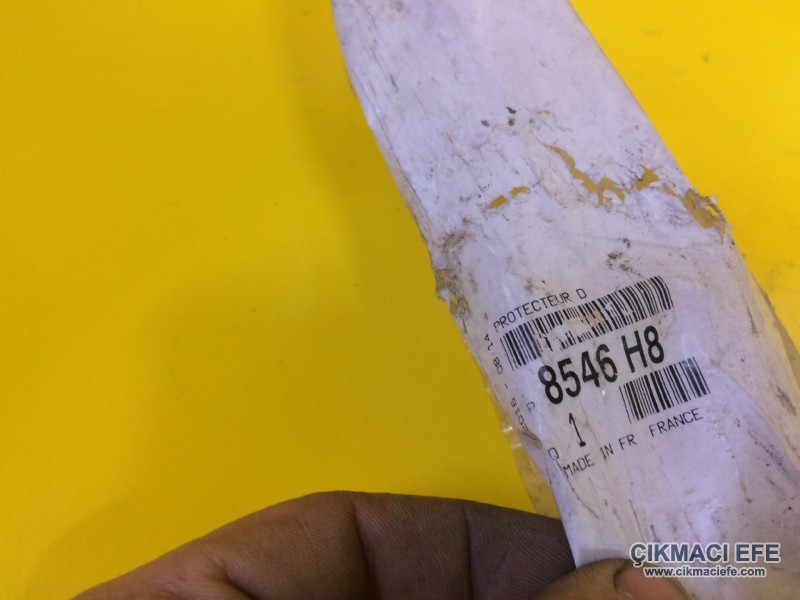 PROTECTEUR D
P 8546 H8
Q 1
MADE IN FR FRANCE
ÇIKMACI EFE
www.cikmaciefe.com